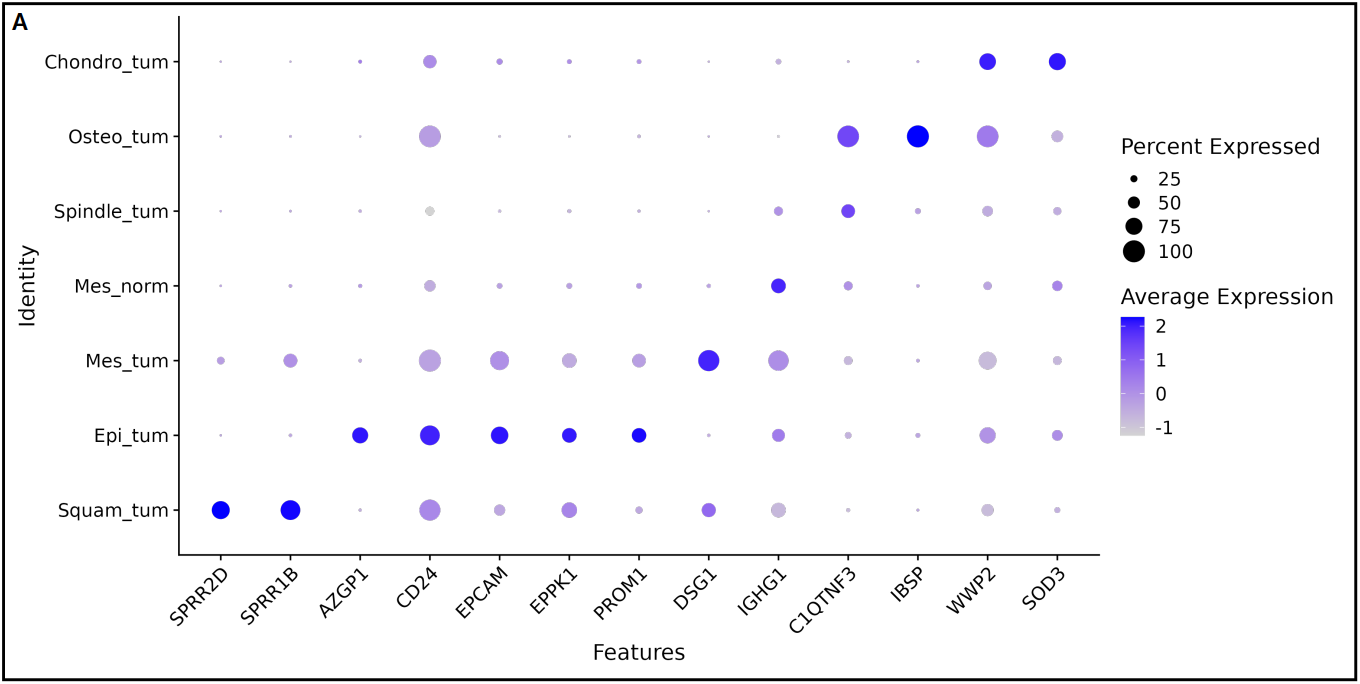 A
Chondro_tum
Osteo_tum
Spindle_tum
Mes_norm
Mes_tum
Epi_tum
Squam_tum
Identity
SPRR2D
SPRR1B
AZGP1
CD24
EPCAM
EPPK1
PROM1
DSG1
IGHG1
C1QTNF3
IBSP
WWP2
SOD3
Features
Percent Expressed
25
50
75
100
Average Expression
2
1
0
-1